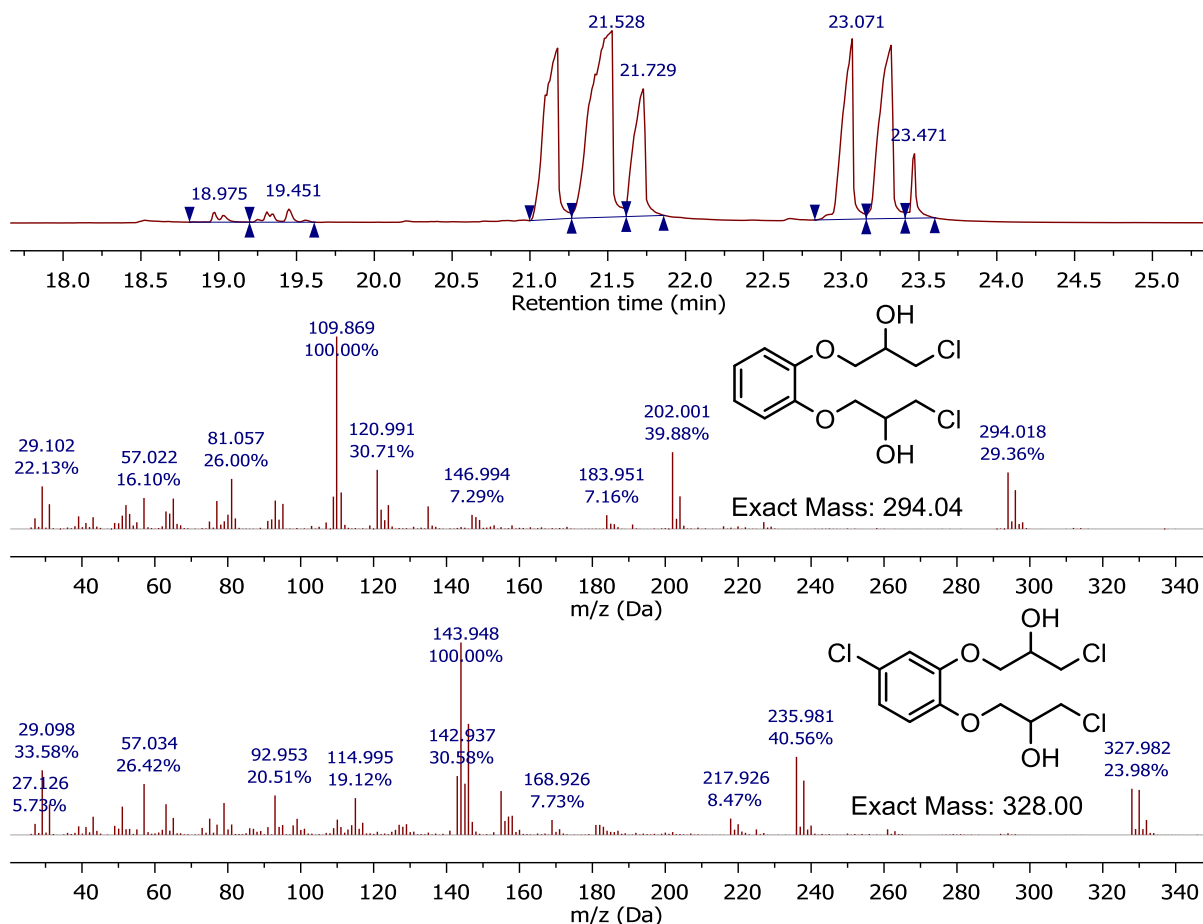 21.528
23.071
21.729
23.471
18.975
19.451
18.0 18.5 19.0 19.5 20.0 20.5 21.0 21.5 22.0 22.5 23.0 23.5 24.0 24.5 25.0
Retention time (min)
109.869
100.00%
OH
O
Cl
202.001
39.88%
120.991
30.71%
O
Cl
29.102
22.13%
81.057
26.00%
57.022
16.10%
OH
294.018
29.36%
146.994
7.29%
183.951
7.16%
Exact Mass: 294.04
40 60 80 100 120 140 160 180 200 220 240 260 280 300 320 340
m/z (Da)
143.948
100.00%
OH
Cl
O
Cl
29.098
33.58%
27.126
5.73%
57.034
26.42%
92.953
20.51%
114.995
19.12%
142.937
30.58%
235.981
40.56%
O
Cl
OH
327.982
23.98%
168.926
7.73%
217.926
8.47%
Exact Mass: 328.00
40 60 80 100 120 140 160 180 200 220 240 260 280 300 320 340
m/z (Da)